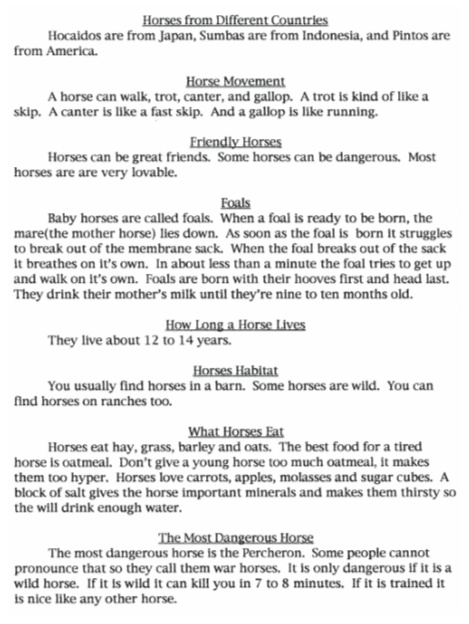 Horses from Different Countries
Hocaidos are from Japan, Sumbas are from Indonesia, and Pintos are
from America.
Horse Movement
A horse can walk, trot, canter, and gallop. A trot is kind of like a
skip. A canter is like a fast skip. And a gallop is like running.
Friendly Horses
Horses can be great friends. Some horses can be dangerous. Most
horses are are very lovable.
Foals
Baby horses are called foals. When a foal is ready to be born, the
mare(the mother horse) lies down. As soon as the foal is born it struggles
to break out of the membrane sack. When the foal breaks out of the sack
it breathes on it's own. In about less than a minute the foal tries to get up
and walk on it's own. Foals are born with their hooves first and head last.
They drink their mother's milk until they're nine to ten months old.
How Long a Horse Lives
They live about 12 to 14 years.
Horses Habitat
You usually find horses in a barn. Some horses are wild. You can
find horses on ranches too.
What Horses Eat
Horses eat hay, grass, barley and oats. The best food for a tired
horse is oatmeal. Don't give a young horse too much oatmeal, it makes
them too hyper. Horses love carrots, apples, molasses and sugar cubes. A
block of salt gives the horse important minerals and makes them thirsty so
the will drink enough water.
The Most Dangerous Horse
The most dangerous horse is the Percheron. Some people cannot
pronounce that so they call them war horses. It is only dangerous if it is a
wild horse. If it is wild it can kill you in 7 to 8 minutes. If it is trained it
is nice like any other horse.